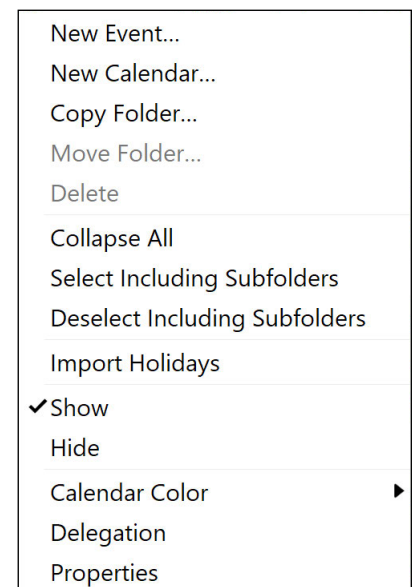 New Event...
New Calendar...
Copy Folder...
Move Folder...
Delete
Collapse All
Select Including Subfolders
Deselect Including Subfolders
Import Holidays
Show
Hide
Calendar Color
Delegation
Properties